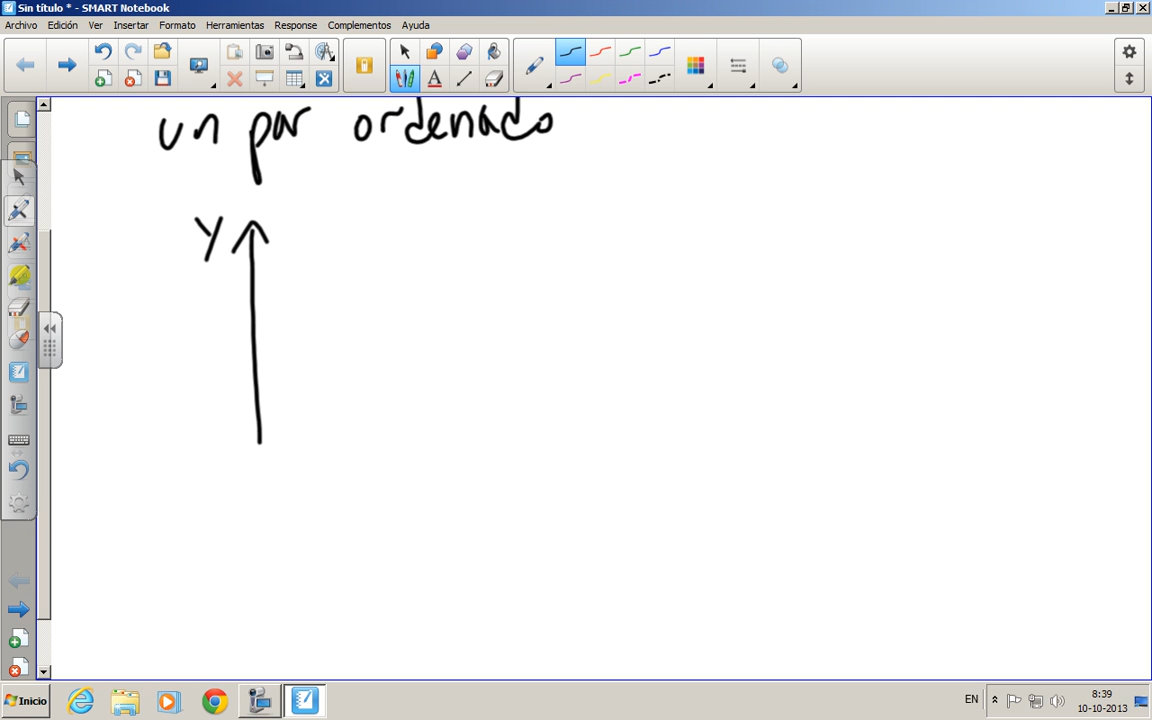 Sin título * - SMART Notebook
Archivo Edición Ver Insertar Formato Herramientas Response Complementos Ayuda
un par ordenado
Y
Inicio
EN
8:39
10-10-2013